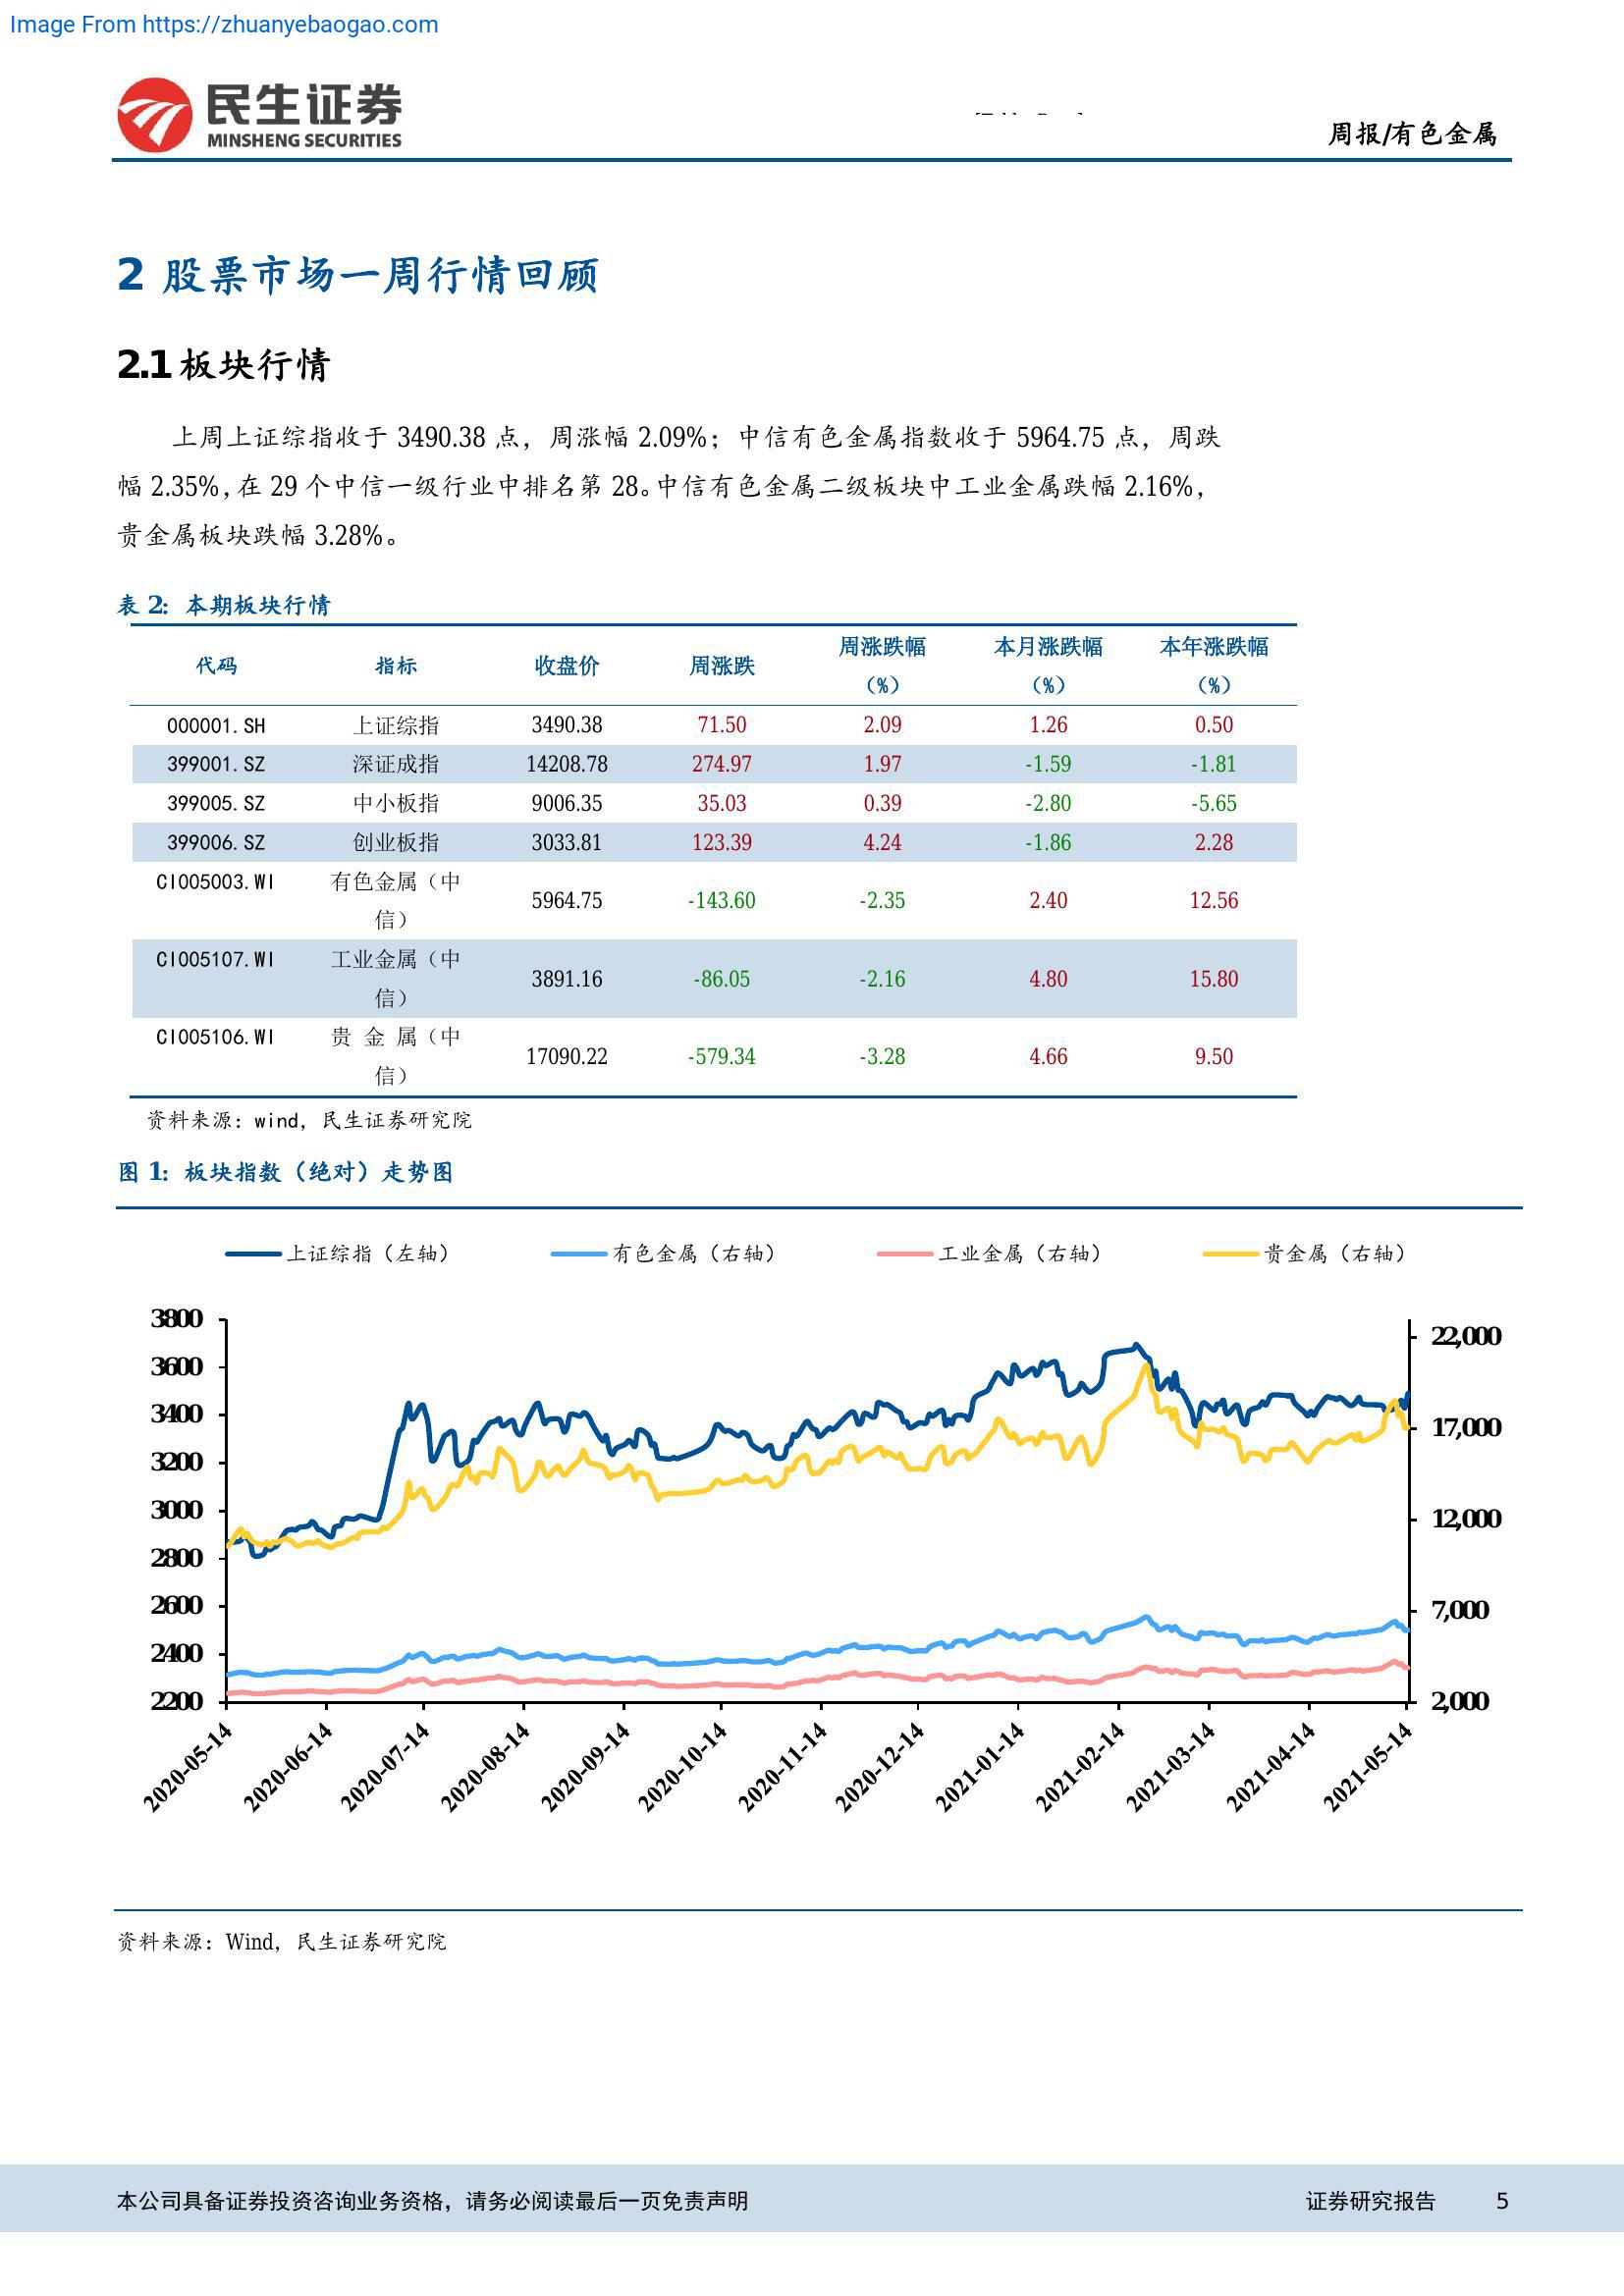 Image From https://zhuanyebaogao.com
民生证券
MINSHENG SECURITIES
周报/有色金属
2 股票市场一周行情回顾
2.1 板块行情
上周上证综指收于 3490.38 点，周涨幅 2.09%；中信有色金属指数收于 5964.75 点，周跌
幅 2.35%，在 29 个中信一级行业中排名第 28。中信有色金属二级板块中工业金属跌幅 2.16%，
贵金属板块跌幅 3.28%。
表 2：本期板块行情
代码 指标 收盘价 周涨跌 周涨跌幅（%） 本月涨跌幅（%） 本年涨跌幅（%）
000001.SH 上证综指 3490.38 71.50 2.09 1.26 0.50
399001.SZ 深证成指 14208.78 274.97 1.97 -1.59 -1.81
399005.SZ 中小板指 9006.35 35.03 0.39 -2.80 -5.65
399006.SZ 创业板指 3033.81 123.39 4.24 -1.86 2.28
CI005003.WI 有色金属（中信） 5964.75 -143.60 -2.35 2.40 12.56
CI005107.WI 工业金属（中信） 3891.16 -86.05 -2.16 4.80 15.80
CI005106.WI 贵 金 属（中信） 17090.22 -579.34 -3.28 4.66 9.50
资料来源：wind，民生证券研究院
图 1：板块指数（绝对）走势图
上证综指（左轴） 有色金属（右轴） 工业金属（右轴） 贵金属（右轴）
3800
3600
3400
3200
3000
2800
2600
2400
2200
22,000
17,000
12,000
7,000
2,000
2020-05-14 2020-06-14 2020-07-14 2020-08-14 2020-09-14 2020-10-14 2020-11-14 2020-12-14 2021-01-14 2021-02-14 2021-03-14 2021-04-14 2021-05-14
资料来源：Wind，民生证券研究院
本公司具备证券投资咨询业务资格，请务必阅读最后一页免责声明 证券研究报告 5